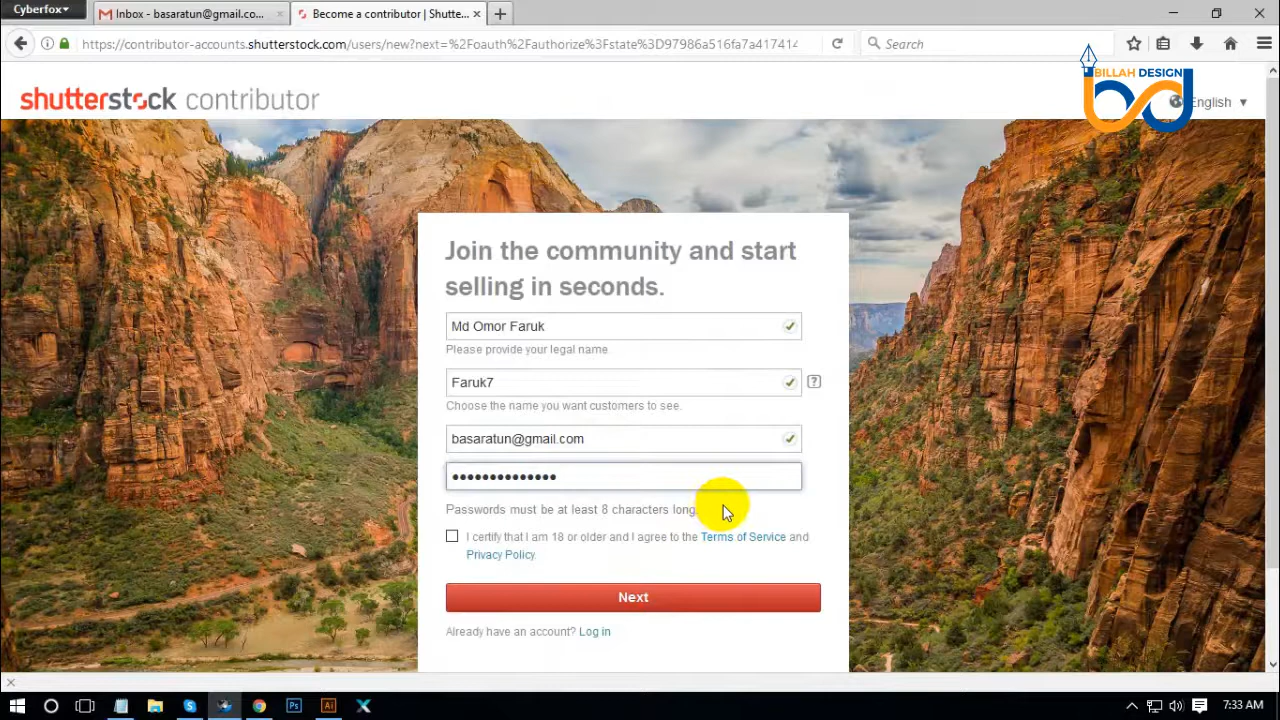 Cyberfox
Inbox - basaratun@gmail.co...
Become a contributor | Shutte...
https://contributor-accounts.shutterstock.com/users/new?next=%2Foauth%2Fauthorize%3Fstate%3D97986a516fa7a417414
Search
BILLAH DESIGN
shutterstock contributor
English
Join the community and start
selling in seconds.
Md Omor Faruk
Please provide your legal name.
Faruk7
?
Choose the name you want customers to see.
basaratun@gmail.com
••••••••••••••
Passwords must be at least 8 characters long.
I certify that I am 18 or older and I agree to the Terms of Service and
Privacy Policy.
Next
Already have an account? Log in
7:33 AM